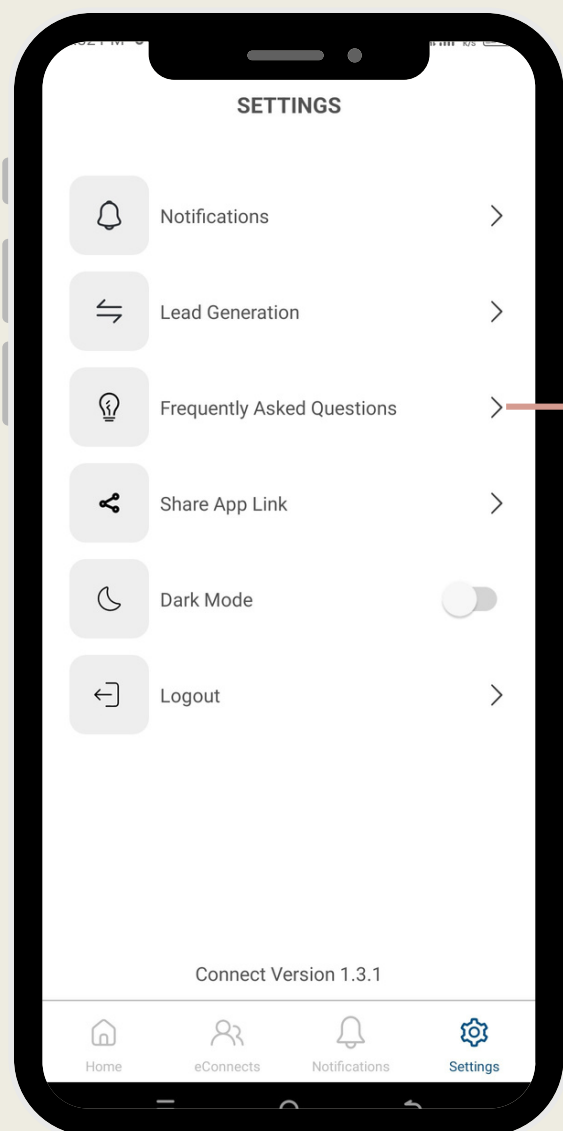 SETTINGS
Notifications
Lead Generation
Frequently Asked Questions
Share App Link
Dark Mode
Logout
Connect Version 1.3.1
Home
eConnects
Notifications
Settings